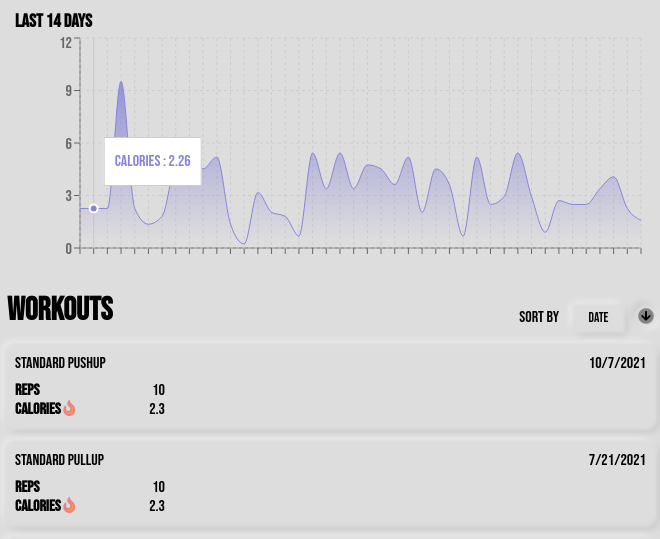 LAST 14 DAYS
12
9
6
CALORIES : 2.26
3
0
WORKOUTS
SORT BY DATE
STANDARD PUSHUP 10/7/2021
REPS 10
CALORIES 2.3
STANDARD PULLUP 7/21/2021
REPS 10
CALORIES 2.3